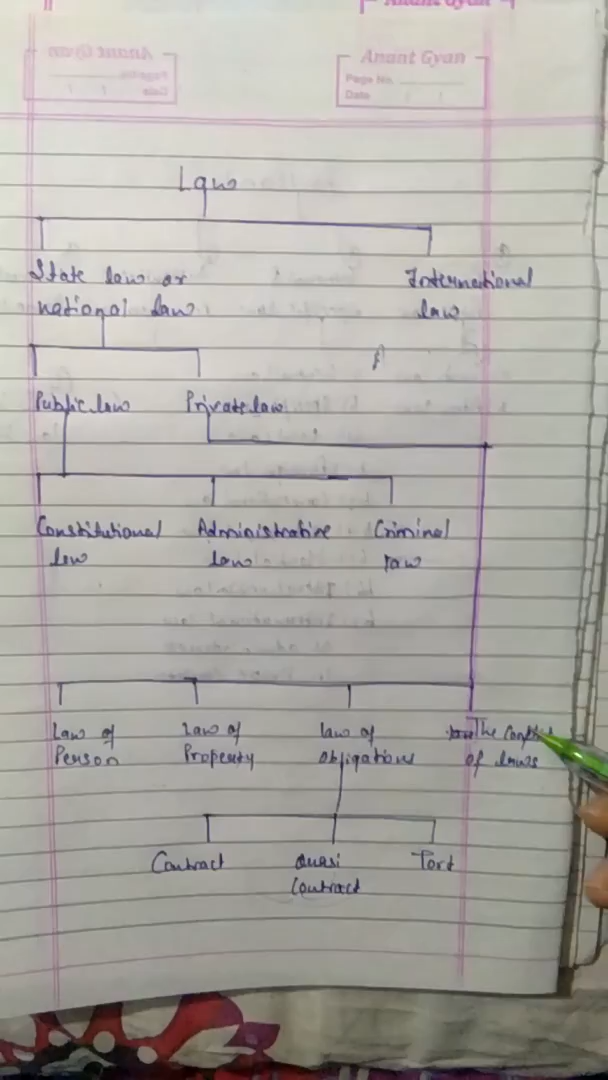 Anant Gyan
Anant Gyan
Page No.
Date
Law
State law or
national law
International
law
Public law
Private law
Constitutional
law
Administrative
law
Criminal
law
Law of
Person
Law of
Property
law of
Obligations
The Conflict
of laws
Contract
Quasi
Contract
Tort